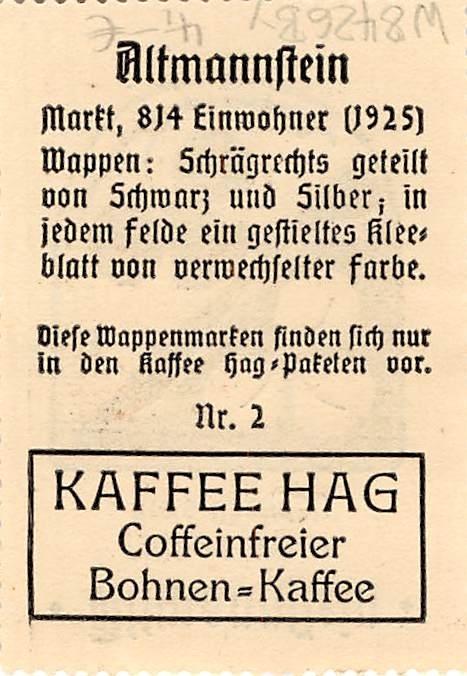 Altmannstein
Markt, 814 Einwohner (1925)
Wappen: Schrägrechts geteilt
von Schwarz und Silber; in
jedem Felde ein gestieltes Klee-
blatt von verwechselter Farbe.
Diese Wappenmarken finden sich nur
in den Kaffee Hag-Paketen vor.
Nr. 2
KAFFEE HAG
Coffeinfreier
Bohnen-Kaffee